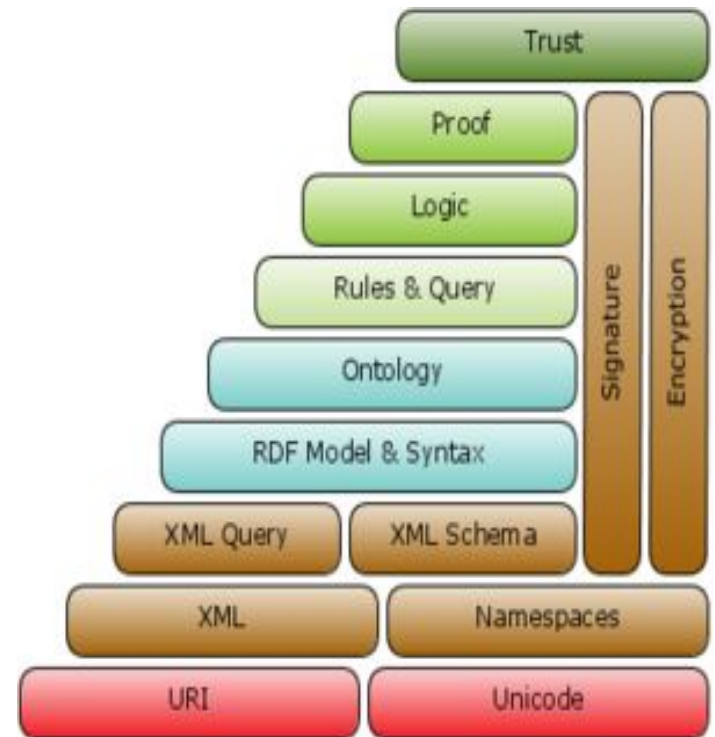 Trust
Proof
Logic
Rules & Query
Ontology
RDF Model & Syntax
XML Query
XML Schema
Signature
Encryption
XML
Namespaces
URI
Unicode